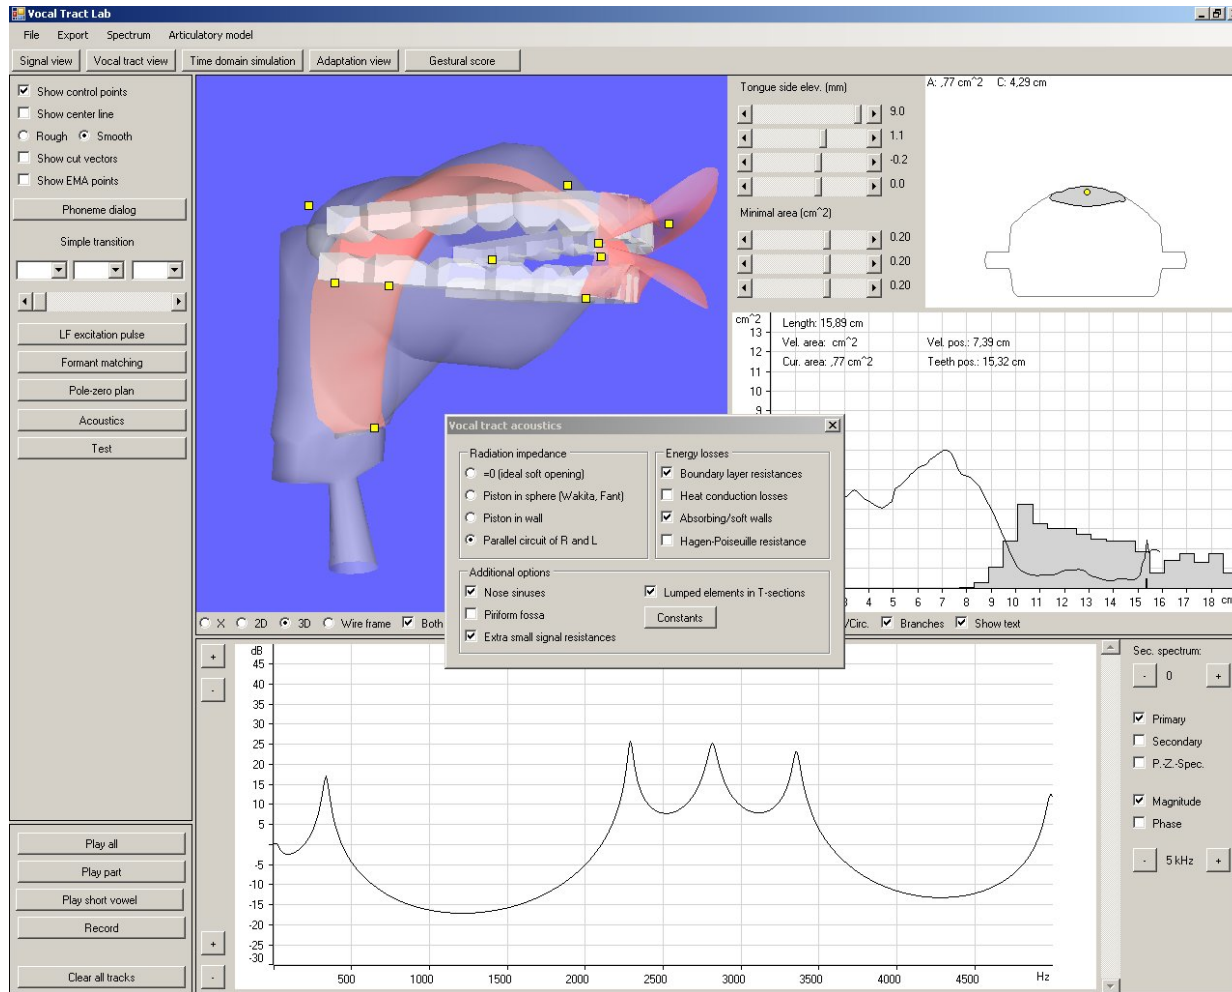 Vocal Tract Lab
File Export Spectrum Articulatory model
Signal view Vocal tract view Time domain simulation Adaptation view Gestural score
Show control points
Show center line
Rough Smooth
Show cut vectors
Show EMA points
Phoneme dialog
Simple transition
LF excitation pulse
Formant matching
Pole-zero plan
Acoustics
Test
Tongue side elev. (mm)
9.0
1.1
-0.2
0.0
Minimal area (cm^2)
0.20
0.20
0.20
A: ,77 cm^2 C: 4,29 cm
cm^2
Length: 15,89 cm
Vel. area: cm^2 Vel. pos.: 7,39 cm
Cur. area: ,77 cm^2 Teeth pos.: 15,32 cm
13
12
11
10
9
3 4 5 6 7 8 9 10 11 12 13 14 15 16 17 18 cm
Vocal tract acoustics
Radiation impedance
=0 (ideal soft opening)
Piston in sphere (Wakita, Fant)
Piston in wall
Parallel circuit of R and L
Energy losses
Boundary layer resistances
Heat conduction losses
Absorbing/soft walls
Hagen-Poiseuille resistance
Additional options
Nose sinuses
Piriform fossa
Extra small signal resistances
Lumped elements in T-sections
Constants
X 2D 3D Wire frame Both
/Circ. Branches Show text
+
-
dB
45
40
35
30
25
20
15
10
5
-5
-10
-15
-20
-25
-30
500 1000 1500 2000 2500 3000 3500 4000 4500 Hz
+
-
Sec. spectrum:
- 0 +
Primary
Secondary
P.-Z.-Spec.
Magnitude
Phase
- 5 kHz +
Play all
Play part
Play short vowel
Record
Clear all tracks